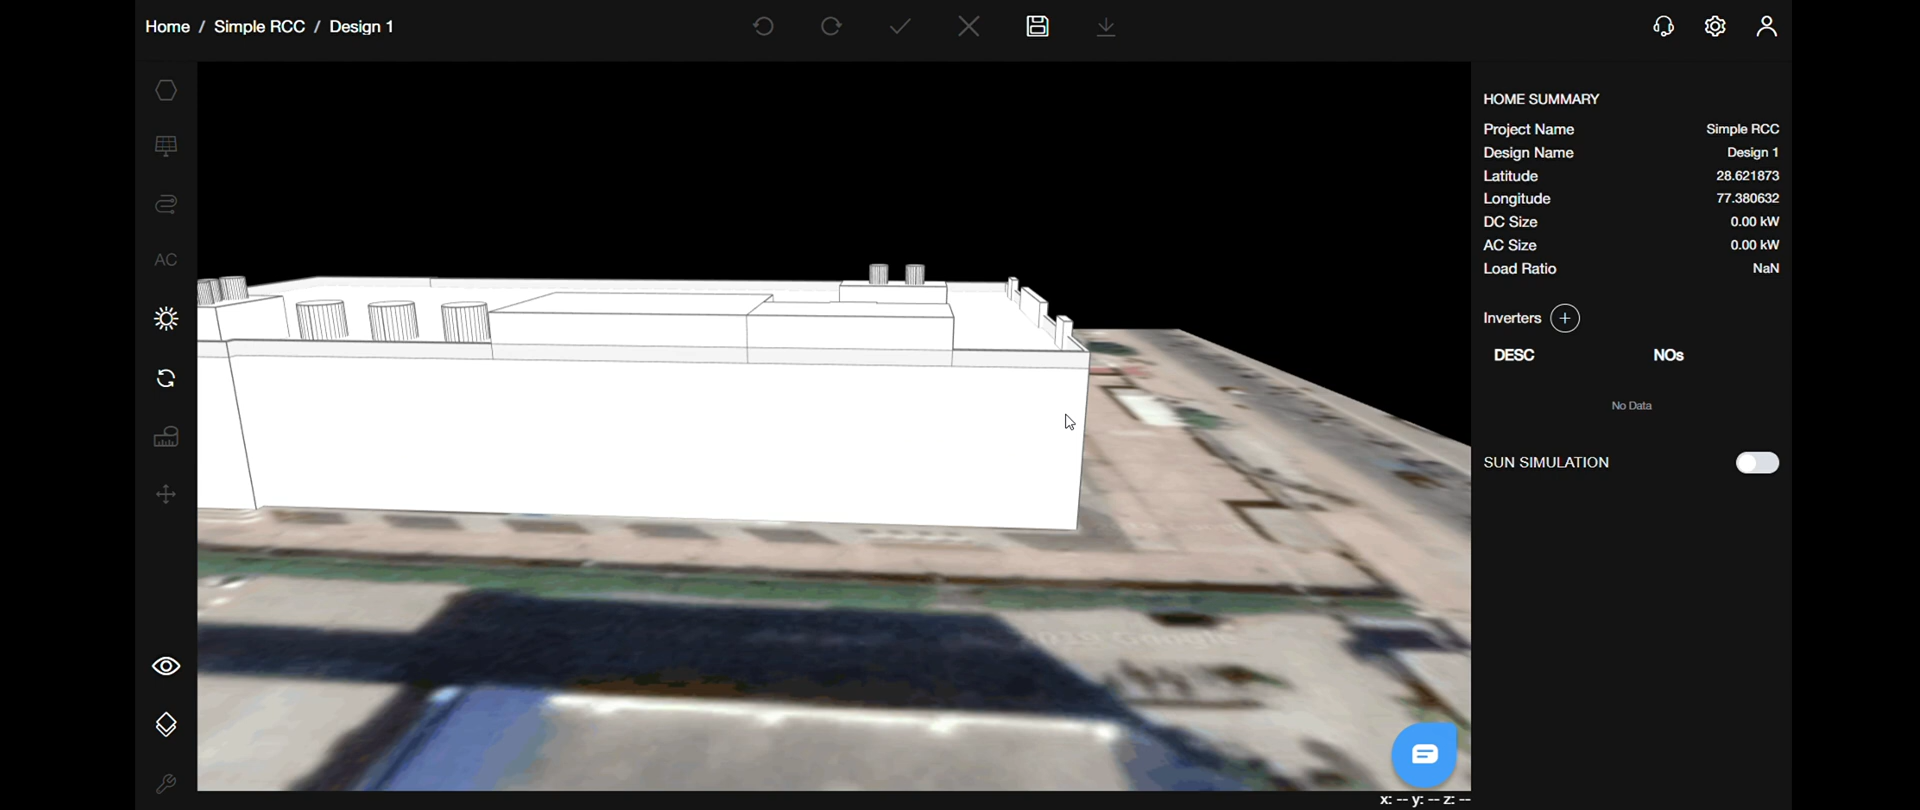 Home / Simple RCC / Design 1
AC
HOME SUMMARY
Project Name Simple RCC
Design Name Design 1
Latitude 28.621873
Longitude 77.380632
DC Size 0.00 kW
AC Size 0.00 kW
Load Ratio NaN
Inverters
DESC NOs
No Data
SUN SIMULATION
2019 Google
x: -- y: -- z: --